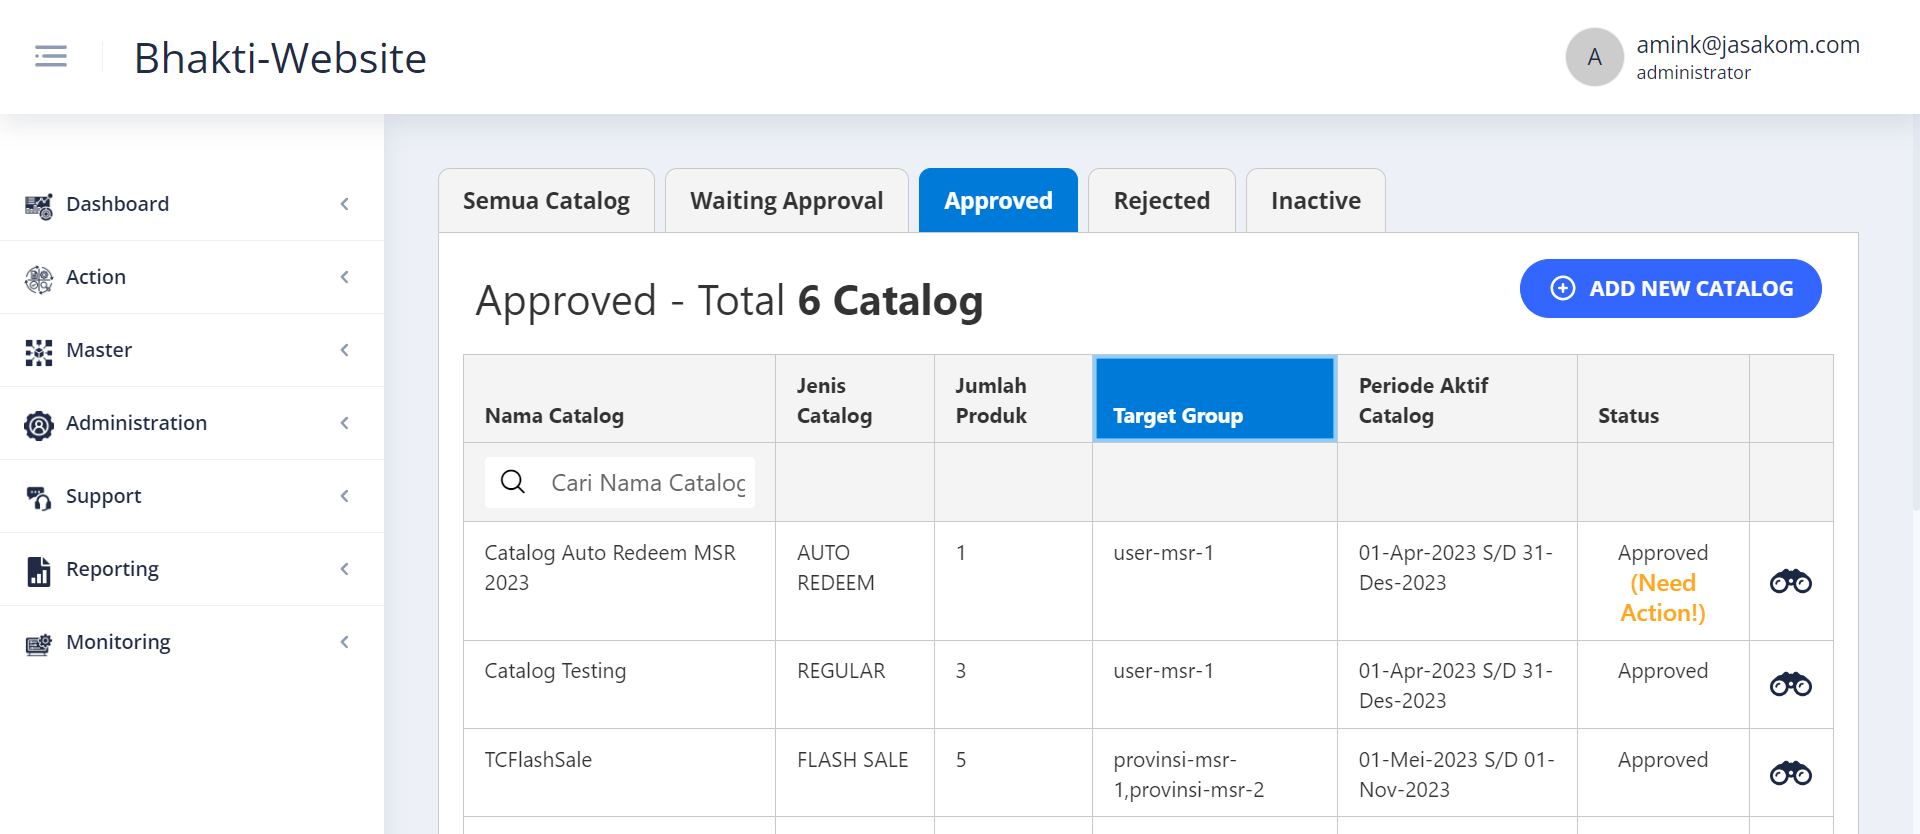 Bhakti-Website
A
amink@jasakom.com
administrator
Dashboard
Action
Master
Administration
Support
Reporting
Monitoring
Semua Catalog
Waiting Approval
Approved
Rejected
Inactive
Approved - Total 6 Catalog
ADD NEW CATALOG
Nama Catalog
Jenis
Catalog
Jumlah
Produk
Target Group
Periode Aktif
Catalog
Status
Cari Nama Catalog
Catalog Auto Redeem MSR
2023
AUTO
REDEEM
1
user-msr-1
01-Apr-2023 S/D 31-
Des-2023
Approved
(Need
Action!)
Catalog Testing
REGULAR
3
user-msr-1
01-Apr-2023 S/D 31-
Des-2023
Approved
TCFlashSale
FLASH SALE
5
provinsi-msr-
1,provinsi-msr-2
01-Mei-2023 S/D 01-
Nov-2023
Approved